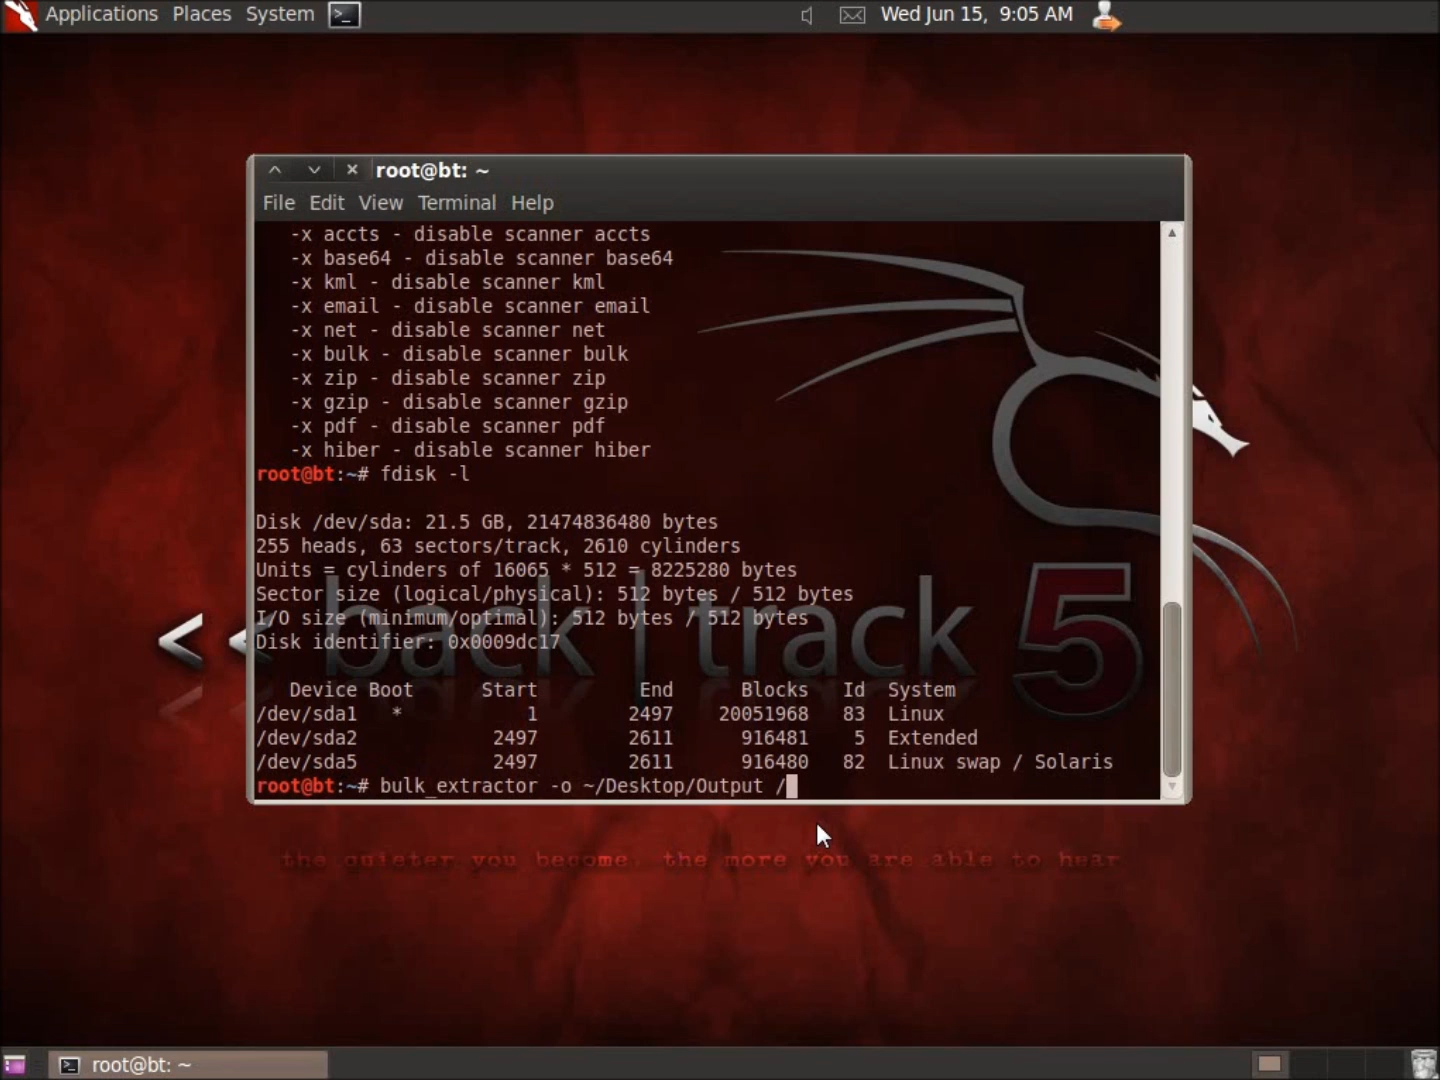 Applications Places System Wed Jun 15, 9:05 AM
root@bt: ~
File Edit View Terminal Help
-x accts - disable scanner accts
-x base64 - disable scanner base64
-x kml - disable scanner kml
-x email - disable scanner email
-x net - disable scanner net
-x bulk - disable scanner bulk
-x zip - disable scanner zip
-x gzip - disable scanner gzip
-x pdf - disable scanner pdf
-x hiber - disable scanner hiber
root@bt:~# fdisk -l
Disk /dev/sda: 21.5 GB, 21474836480 bytes
255 heads, 63 sectors/track, 2610 cylinders
Units = cylinders of 16065 * 512 = 8225280 bytes
Sector size (logical/physical): 512 bytes / 512 bytes
I/O size (minimum/optimal): 512 bytes / 512 bytes
Disk identifier: 0x0009dc17
Device Boot Start End Blocks Id System
/dev/sda1 * 1 2497 20051968 83 Linux
/dev/sda2 2497 2611 916481 5 Extended
/dev/sda5 2497 2611 916480 82 Linux swap / Solaris
root@bt:~# bulk_extractor -o ~/Desktop/Output /
<< back | track 5
the quieter you become, the more you are able to hear
root@bt: ~